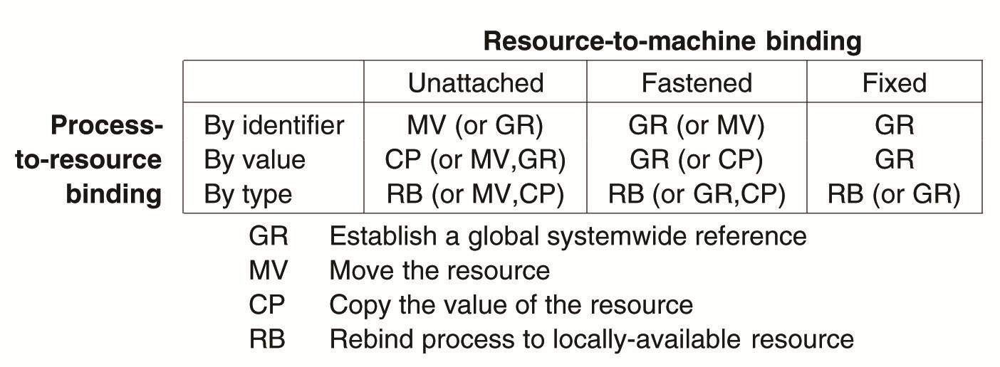 Resource-to-machine binding
Unattached Fastened Fixed
Process- By identifier MV (or GR) GR (or MV) GR
to-resource By value CP (or MV,GR) GR (or CP) GR
binding By type RB (or MV,CP) RB (or GR,CP) RB (or GR)
GR Establish a global systemwide reference
MV Move the resource
CP Copy the value of the resource
RB Rebind process to locally-available resource